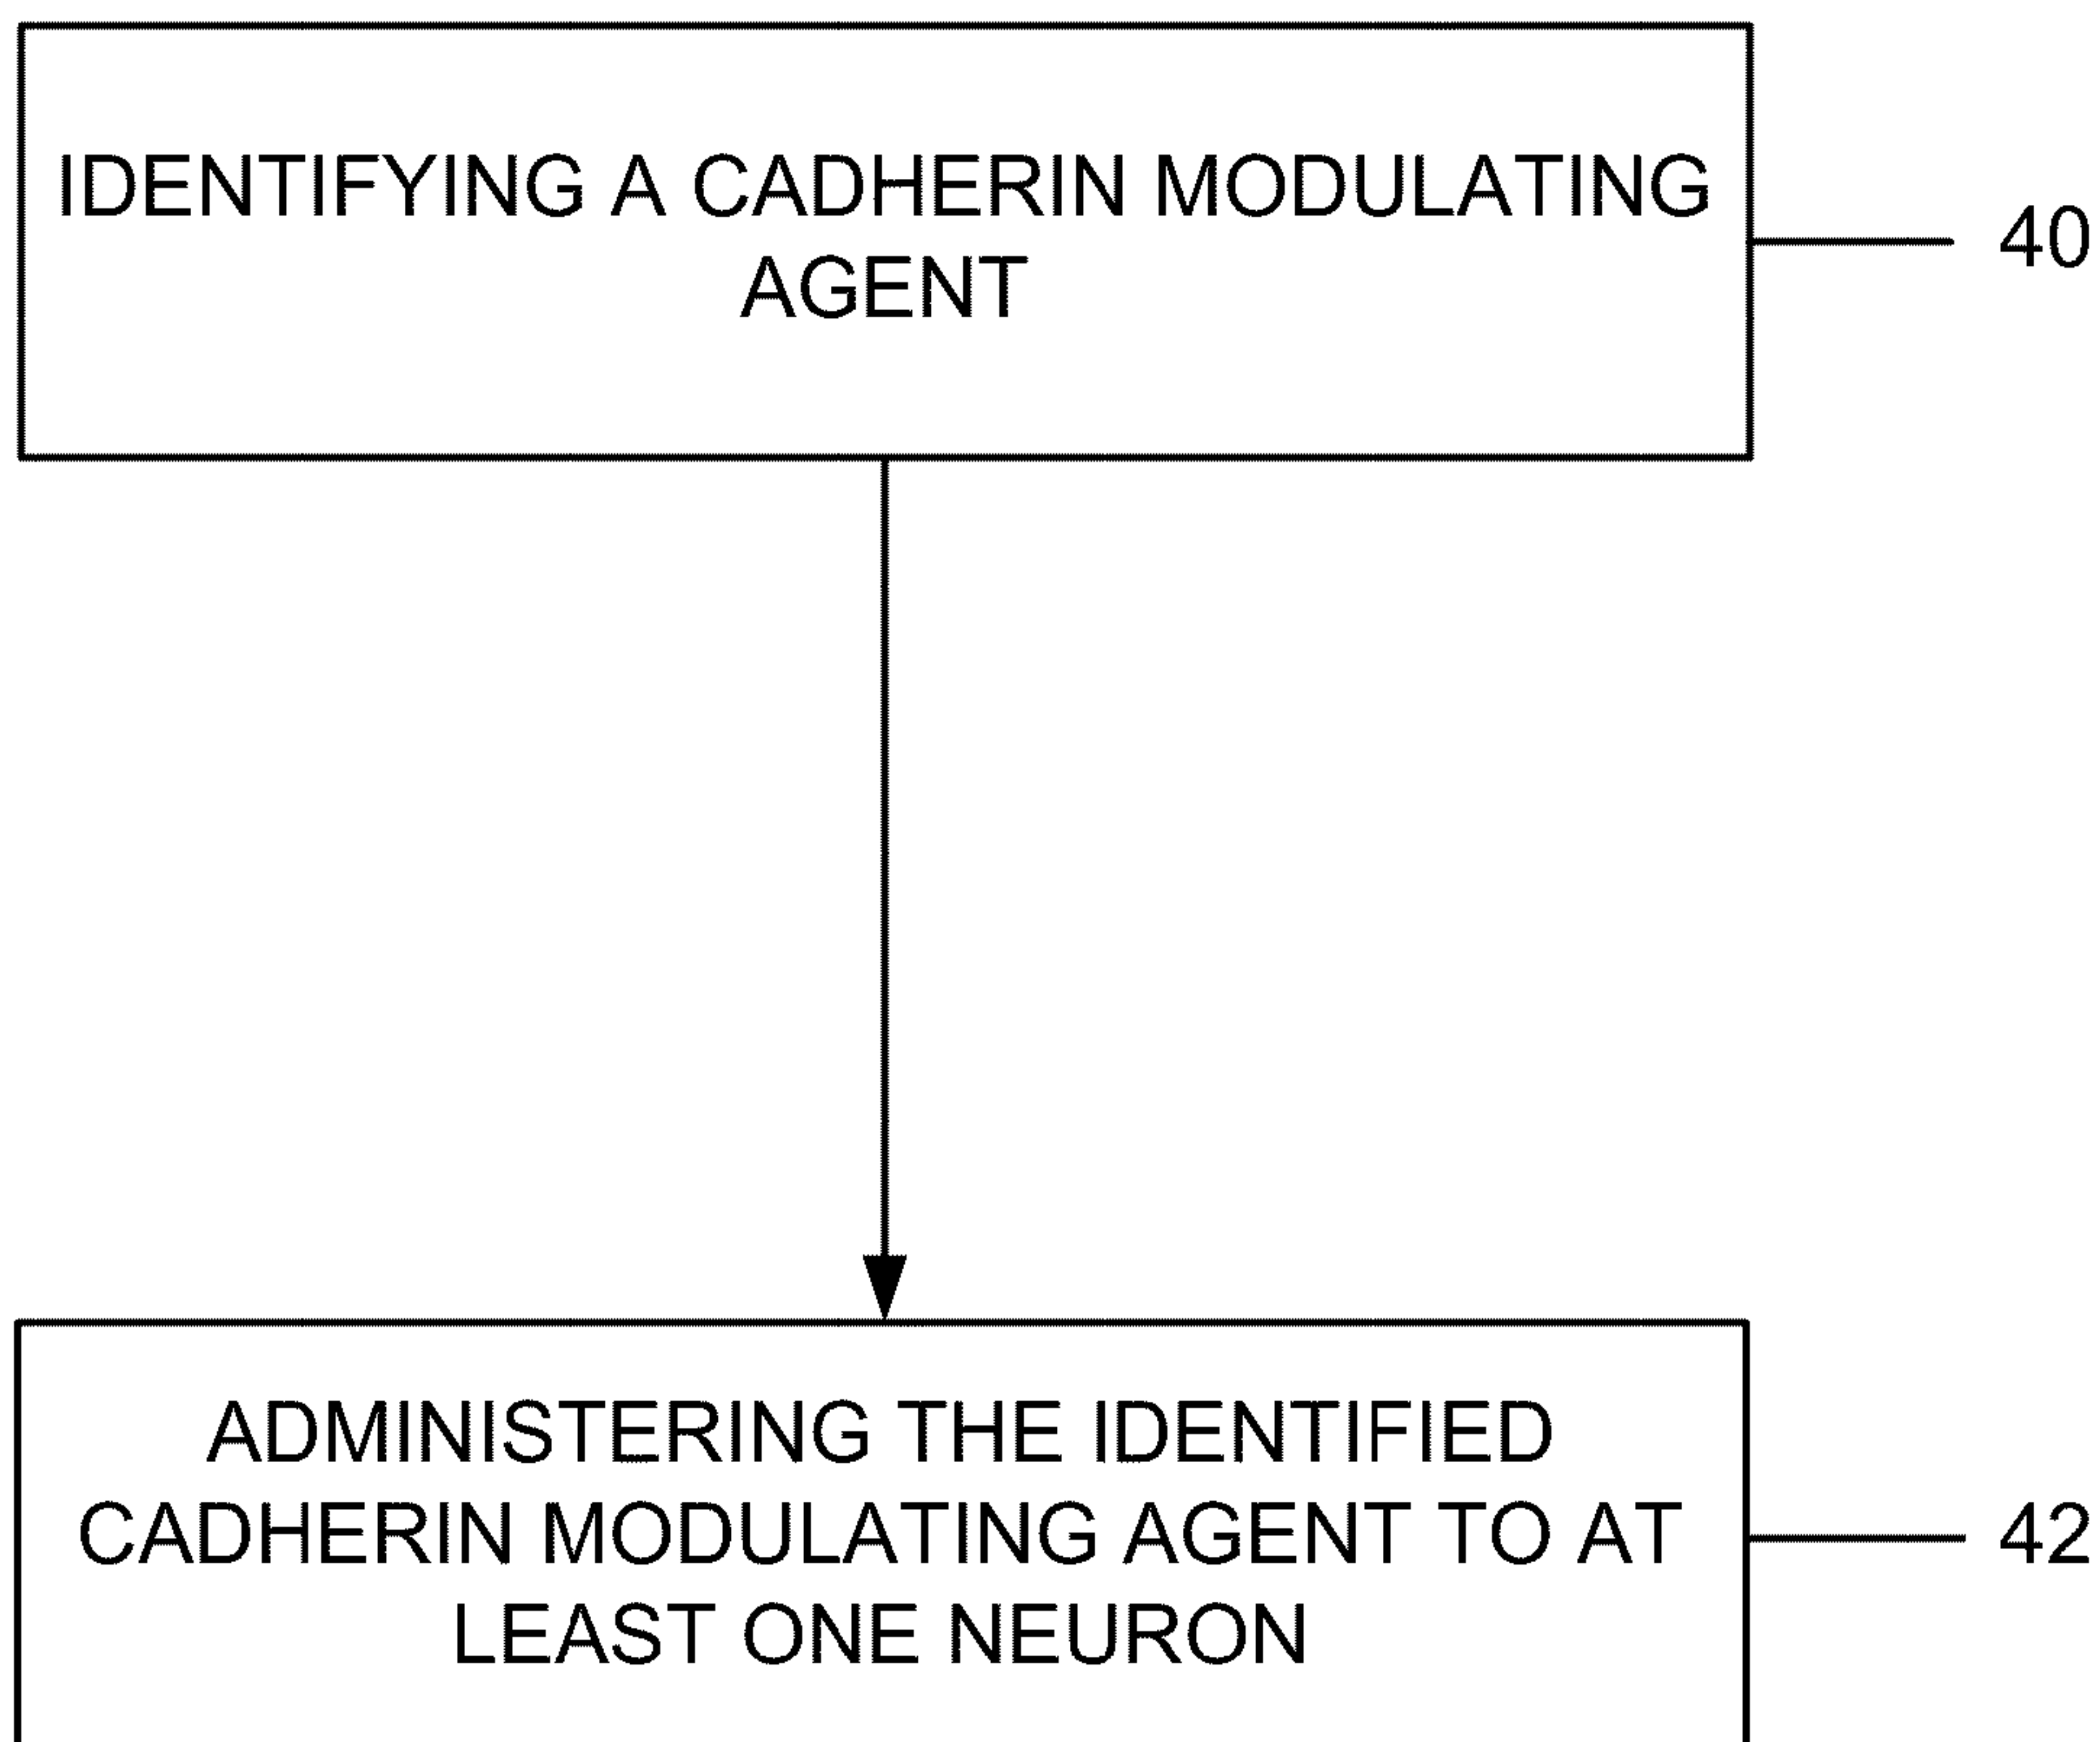 IDENTIFYING A CADHERIN MODULATING
AGENT
40
ADMINISTERING THE IDENTIFIED
CADHERIN MODULATING AGENT TO AT
LEAST ONE NEURON
42